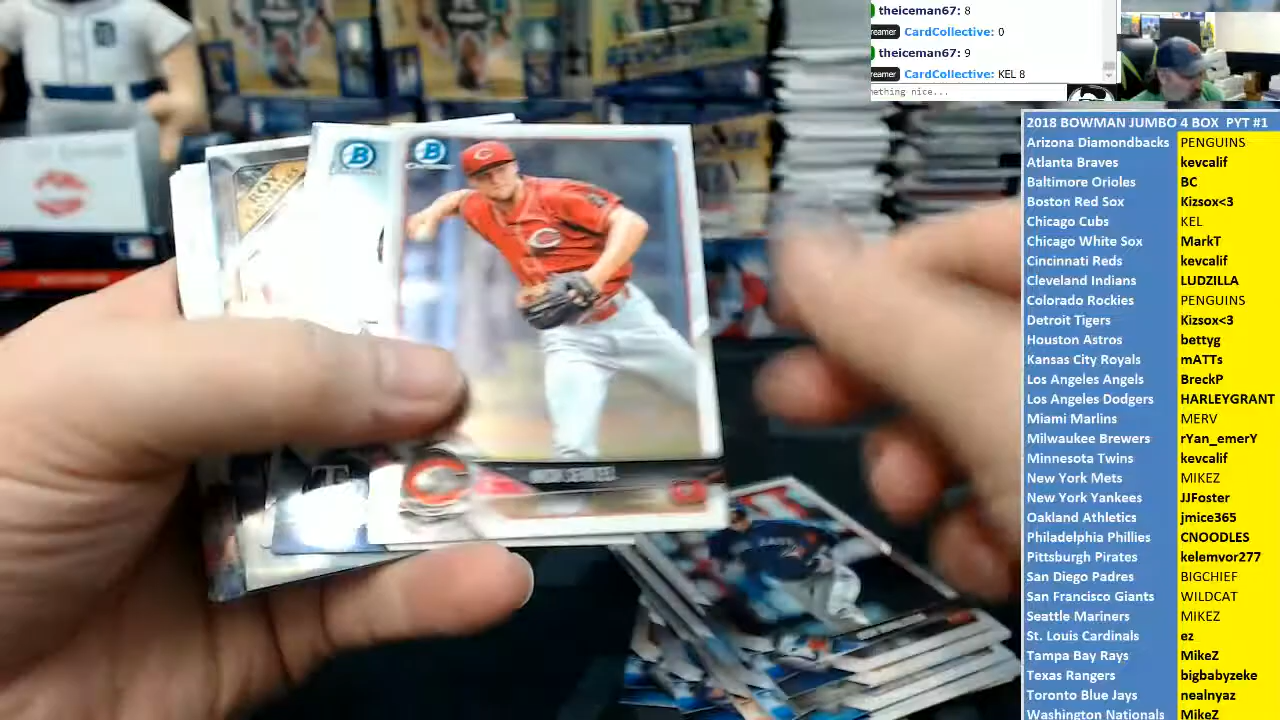 theiceman67: 8
reamer CardCollective: 0
theiceman67: 9
reamer CardCollective: KEL 8
nething nice...
2018 BOWMAN JUMBO 4 BOX PYT #1
Arizona Diamondbacks PENGUINS
Atlanta Braves kevcalif
Baltimore Orioles BC
Boston Red Sox Kizsox<3
Chicago Cubs KEL
Chicago White Sox MarkT
Cincinnati Reds kevcalif
Cleveland Indians LUDZILLA
Colorado Rockies PENGUINS
Detroit Tigers Kizsox<3
Houston Astros bettyg
Kansas City Royals mATTs
Los Angeles Angels BreckP
Los Angeles Dodgers HARLEYGRANT
Miami Marlins MERV
Milwaukee Brewers rYan_emerY
Minnesota Twins kevcalif
New York Mets MIKEZ
New York Yankees JJFoster
Oakland Athletics jmice365
Philadelphia Phillies CNOODLES
Pittsburgh Pirates kelemvor277
San Diego Padres BIGCHIEF
San Francisco Giants WILDCAT
Seattle Mariners MIKEZ
St. Louis Cardinals ez
Tampa Bay Rays MikeZ
Texas Rangers bigbabyzeke
Toronto Blue Jays nealnyaz
Washington Nationals MikeZ
ROY